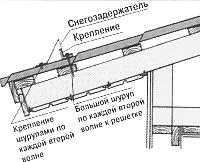 Снегозадержатель
Крепление
Крепление
шурупами по
каждой второй
волне
Большой шуруп
по каждой второй
волне к решетке